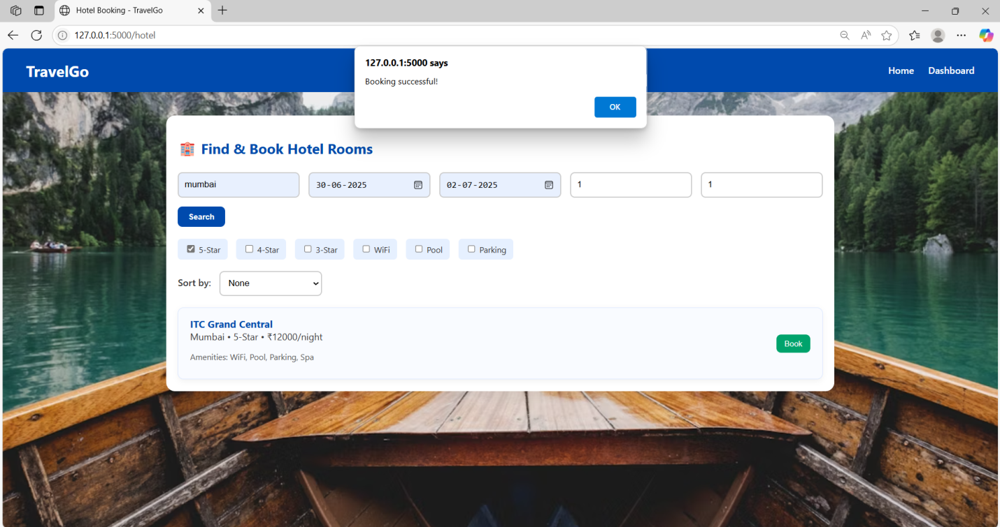 Hotel Booking - TravelGo
127.0.0.1:5000/hotel
127.0.0.1:5000 says
Booking successful!
OK
TravelGo
Home Dashboard
Find & Book Hotel Rooms
mumbai 30-06-2025 02-07-2025 1 1
Search
5-Star 4-Star 3-Star WiFi Pool Parking
Sort by: None
ITC Grand Central
Mumbai • 5-Star • ₹12000/night
Book
Amenities: WiFi, Pool, Parking, Spa